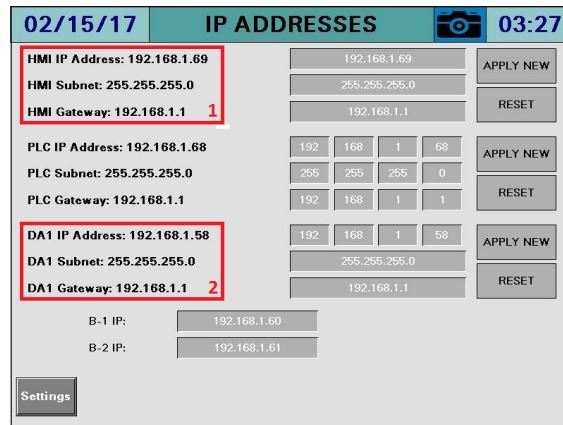 02/15/17 IP ADDRESSES 03:27
HMI IP Address: 192.168.1.69 192.168.1.69 APPLY NEW
HMI Subnet: 255.255.255.0 255.255.255.0
HMI Gateway: 192.168.1.1 1 192.168.1.1 RESET
PLC IP Address: 192.168.1.68 192 168 1 68 APPLY NEW
PLC Subnet: 255.255.255.0 255 255 255 0
PLC Gateway: 192.168.1.1 192 168 1 1 RESET
DA1 IP Address: 192.168.1.58 192 168 1 58 APPLY NEW
DA1 Subnet: 255.255.255.0 255.255.255.0
DA1 Gateway: 192.168.1.1 2 192.168.1.1 RESET
B-1 IP: 192.168.1.60
B-2 IP: 192.168.1.61
Settings